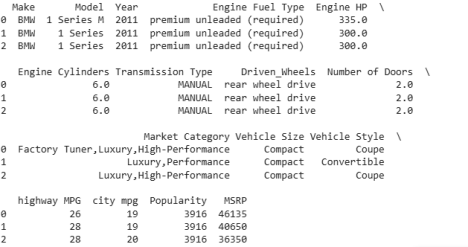 Make       Model  Year             Engine Fuel Type  Engine HP  \
0  BMW  1 Series M  2011  premium unleaded (required)      335.0
1  BMW    1 Series  2011  premium unleaded (required)      300.0
2  BMW    1 Series  2011  premium unleaded (required)      300.0
   Engine Cylinders Transmission Type     Driven_Wheels  Number of Doors  \
0               6.0            MANUAL  rear wheel drive              2.0
1               6.0            MANUAL  rear wheel drive              2.0
2               6.0            MANUAL  rear wheel drive              2.0
                         Market Category Vehicle Size Vehicle Style  \
0  Factory Tuner,Luxury,High-Performance      Compact         Coupe
1                     Luxury,Performance      Compact   Convertible
2                Luxury,High-Performance      Compact         Coupe
   highway MPG  city mpg  Popularity   MSRP
0           26        19        3916  46135
1           28        19        3916  40650
2           28        20        3916  36350